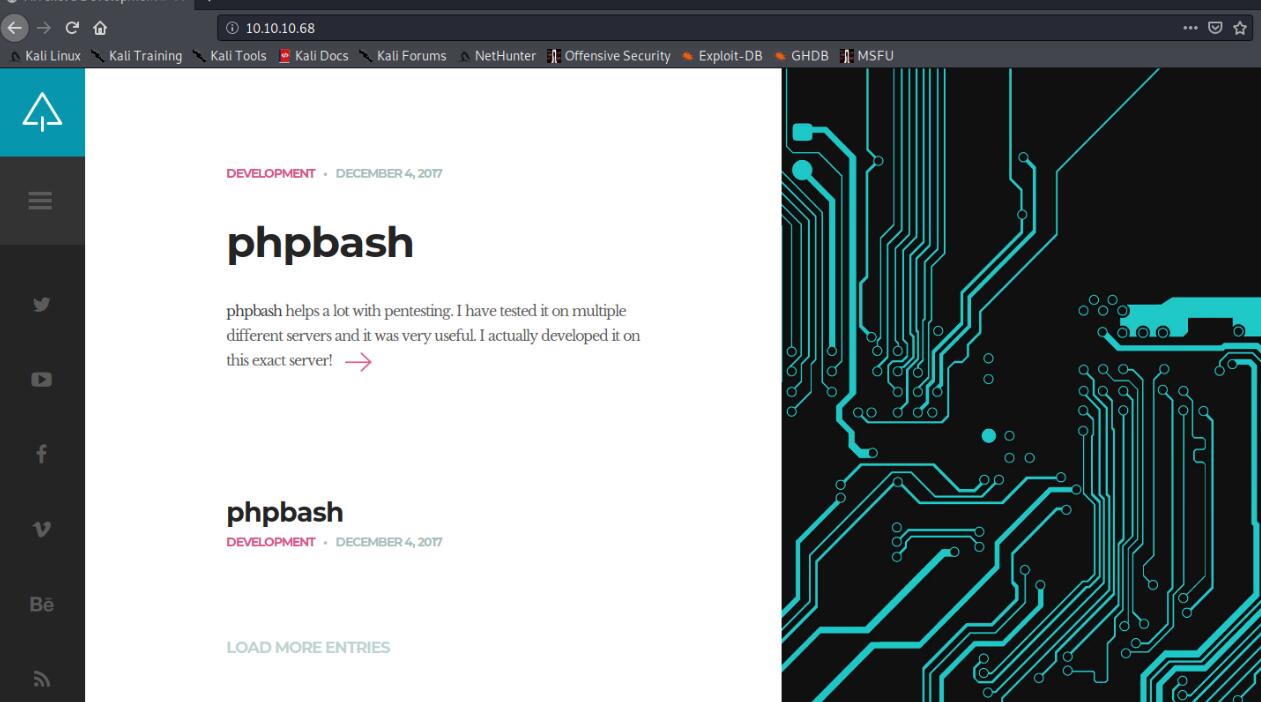 10.10.10.68
Kali Linux Kali Training Kali Tools Kali Docs Kali Forums NetHunter Offensive Security Exploit-DB GHDB MSFU
DEVELOPMENT • DECEMBER 4, 2017
phpbash
phpbash helps a lot with pentesting. I have tested it on multiple
different servers and it was very useful. I actually developed it on
this exact server!
phpbash
DEVELOPMENT • DECEMBER 4, 2017
Bē
LOAD MORE ENTRIES